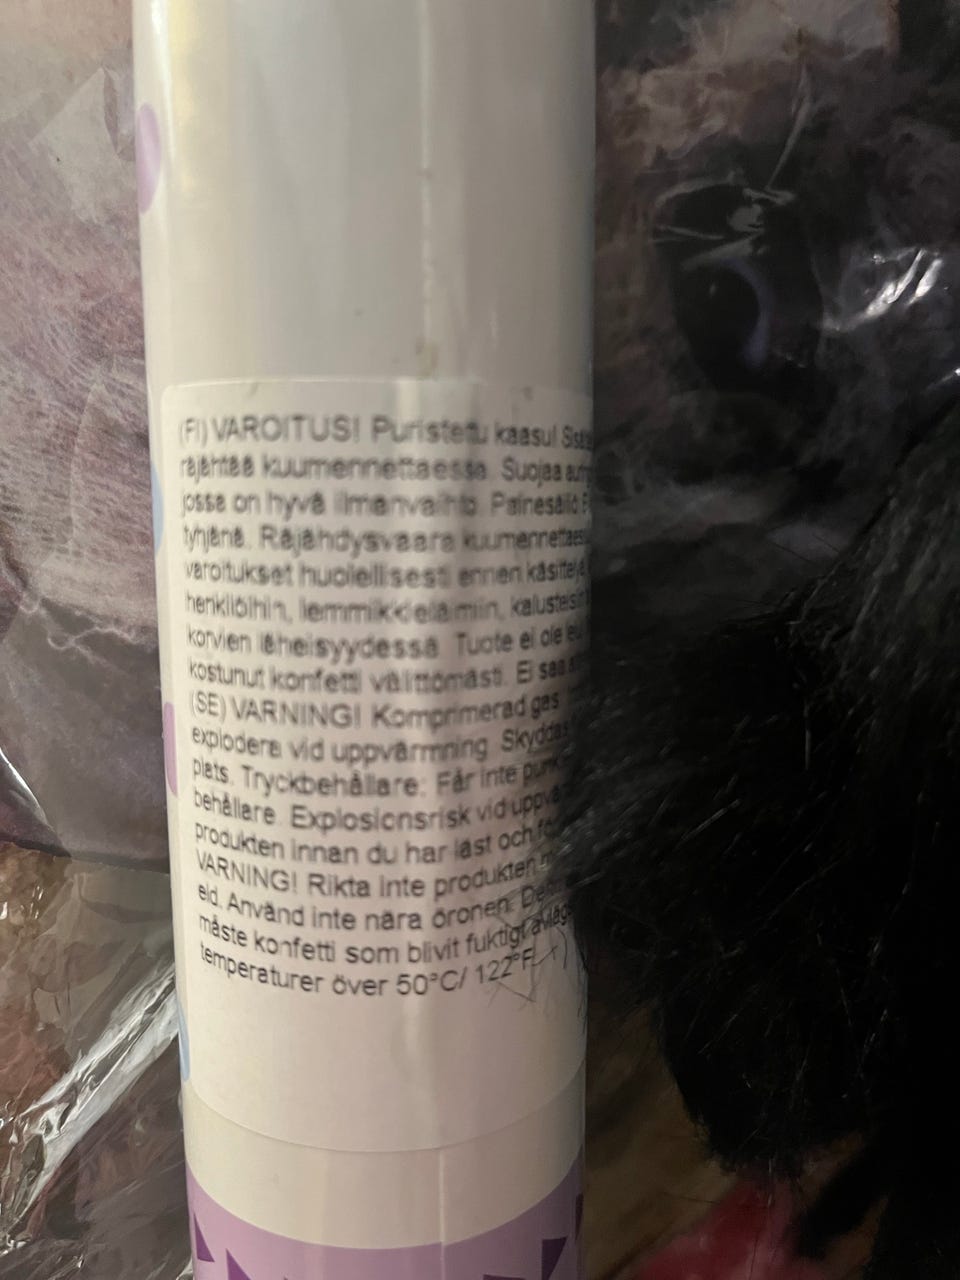 (FI) VAROITUS! Puristettu kaasu!
räjähtää kuumennettaessa. Suojaa
jossa on hyvä ilmanvaihto. Painesäiliö:
tyhjänä. Räjähdysvaara
varoitukset huolellisesti ennen
henkilöihin, lemmikkieläimiin,
korvien läheisyydessä. Tuote ei ole
kostunut konfetti välittömästi. Ei saa
(SE) VARNING! Komprimerad gas
explodera vid uppvärmning. Skyddas
plats. Tryckbehållare: Får inte
behållare. Explosionsrisk vid
produkten innan du har läst och
VARNING! Rikta inte produkten
eld. Använd inte nära öronen.
måste konfetti som blivit fuktigt
temperaturer över 50°C/ 122°F